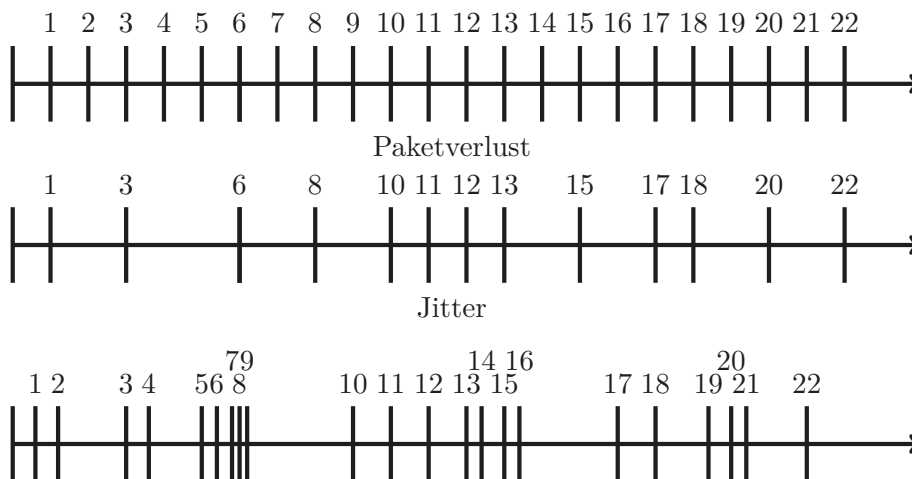 1 2 3 4 5 6 7 8 9 10 11 12 13 14 15 16 17 18 19 20 21 22
Paketverlust
1 3 6 8 10 11 12 13 15 17 18 20 22
Jitter
79 14 16 20
1 2 3 4 56 8 10 11 12 13 15 17 18 19 21 22